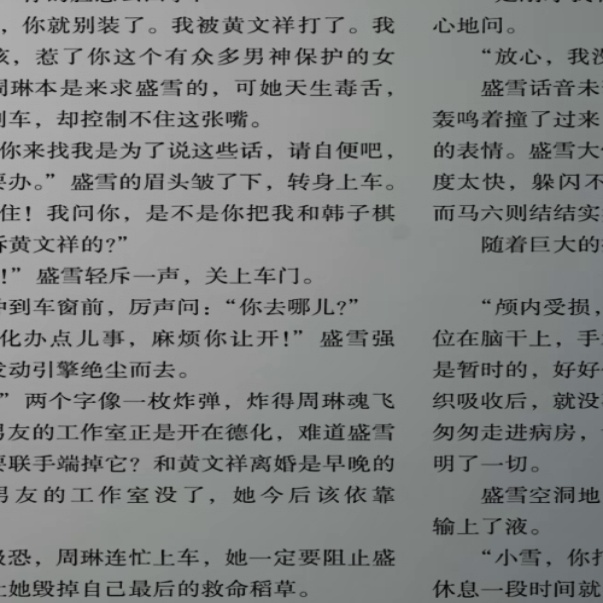 ，你就别装了。我被黄文祥打了。我
，惹了你这个有众多男神保护的女
周琳本是来求盛雪的，可她天生毒舌，
刹车，却控制不住这张嘴。
你来找我是为了说这些话，请自便吧，
要办。”盛雪的眉头皱了下，转身上车。
住！我问你，是不是你把我和韩子棋
诉黄文祥的？”
！”盛雪轻斥一声，关上车门。
冲到车窗前，厉声问：“你去哪儿？”
化办点儿事，麻烦你让开！”盛雪强
发动引擎绝尘而去。
”两个字像一枚炸弹，炸得周琳魂飞
男友的工作室正是开在德化，难道盛雪
要联手端掉它？和黄文祥离婚是早晚的
男友的工作室没了，她今后该依靠
极恐，周琳连忙上车，她一定要阻止盛
让她毁掉自己最后的救命稻草。
心地问。
“放心，我没
盛雪话音未
轰鸣着撞了过来
的表情。盛雪大
度太快，躲闪不
而马六则结结实
随着巨大的
“颅内受损，
位在脑干上，手
是暂时的，好好
织吸收后，就没
匆匆走进病房，
明了一切。
盛雪空洞地
输上了液。
“小雪，你打
休息一段时间就